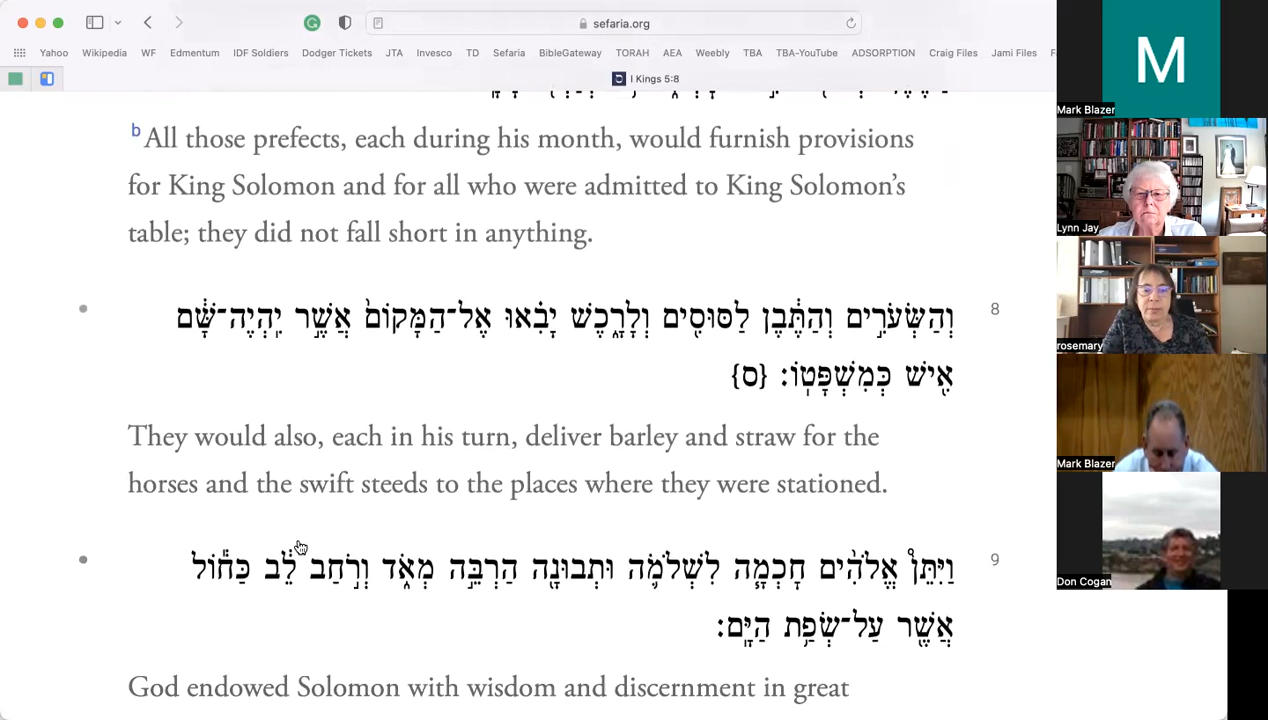 sefaria.org
Yahoo Wikipedia WF Edmentum IDF Soldiers Dodger Tickets JTA Invesco TD Sefaria BibleGateway TORAH AEA Weebly TBA TBA-YouTube ADSORPTION Craig Files Jami Files
I Kings 5:8
b All those prefects, each during his month, would furnish provisions
for King Solomon and for all who were admitted to King Solomon’s
table; they did not fall short in anything.
8
וְהַשְּׂעֹרִ֣ים וְהַתֶּ֔בֶן לַסּוּסִ֖ים וְלָרָ֑כֶשׁ יָבִ֗אוּ אֶל־הַמָּקוֹם֙ אֲשֶׁ֣ר יִֽהְיֶה־שָּׁ֔ם
אִ֖ישׁ כְּמִשְׁפָּטֽוֹ׃ {ס}
They would also, each in his turn, deliver barley and straw for the
horses and the swift steeds to the places where they were stationed.
9
וַיִּתֵּן֩ אֱלֹהִ֨ים חׇכְמָ֧ה לִשְׁלֹמֹ֛ה וּתְבוּנָ֖ה הַרְבֵּ֣ה מְאֹ֑ד וְרֹ֣חַב לֵ֔ב כַּח֕וֹל
אֲשֶׁ֖ר עַל־שְׂפַ֥ת הַיָּֽם׃
God endowed Solomon with wisdom and discernment in great
M
Mark Blazer
Lynn Jay
rosemary
Mark Blazer
Don Cogan